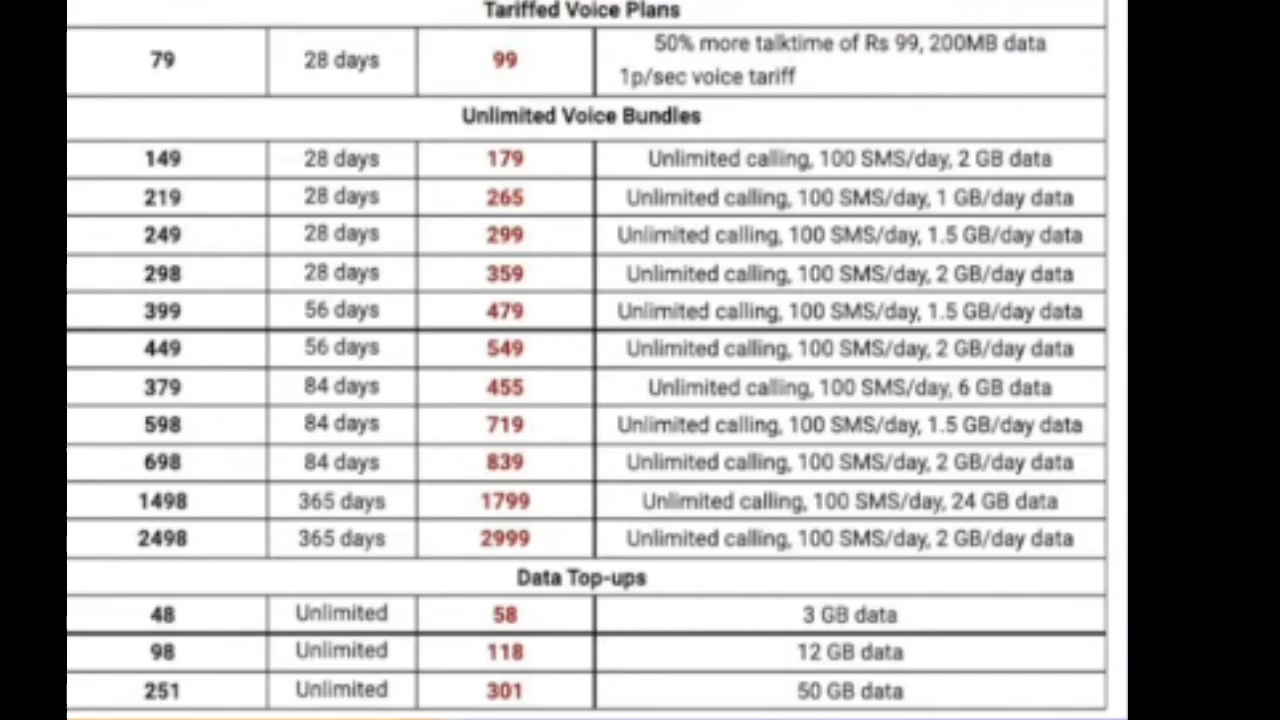 Tariffed Voice Plans
79 28 days 99 50% more talktime of Rs 99, 200MB data
1p/sec voice tariff
Unlimited Voice Bundles
149 28 days 179 Unlimited calling, 100 SMS/day, 2 GB data
219 28 days 265 Unlimited calling, 100 SMS/day, 1 GB/day data
249 28 days 299 Unlimited calling, 100 SMS/day, 1.5 GB/day data
298 28 days 359 Unlimited calling, 100 SMS/day, 2 GB/day data
399 56 days 479 Unlimited calling, 100 SMS/day, 1.5 GB/day data
449 56 days 549 Unlimited calling, 100 SMS/day, 2 GB/day data
379 84 days 455 Unlimited calling, 100 SMS/day, 6 GB data
598 84 days 719 Unlimited calling, 100 SMS/day, 1.5 GB/day data
698 84 days 839 Unlimited calling, 100 SMS/day, 2 GB/day data
1498 365 days 1799 Unlimited calling, 100 SMS/day, 24 GB data
2498 365 days 2999 Unlimited calling, 100 SMS/day, 2 GB/day data
Data Top-ups
48 Unlimited 58 3 GB data
98 Unlimited 118 12 GB data
251 Unlimited 301 50 GB data